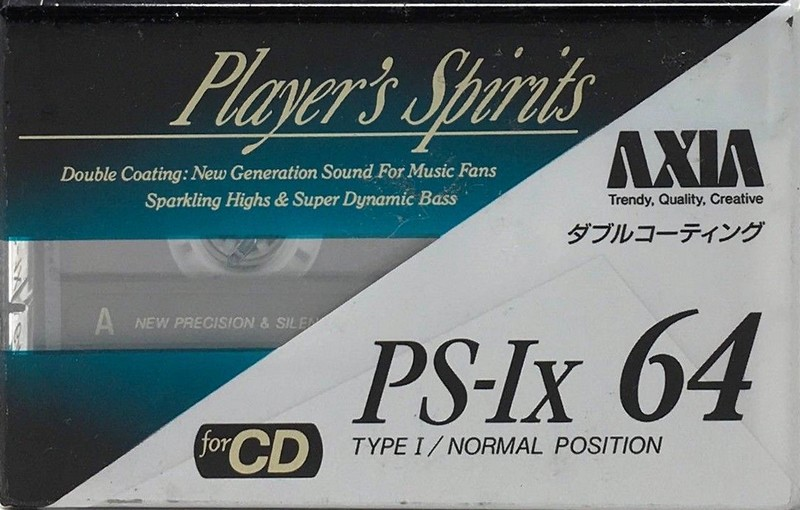 Player's Spirits
Double Coating: New Generation Sound For Music Fans
Sparkling Highs & Super Dynamic Bass
AXIA
Trendy, Quality, Creative
ダブルコーティング
A NEW PRECISION &
PS-Ix 64
for CD
TYPE I / NORMAL POSITION